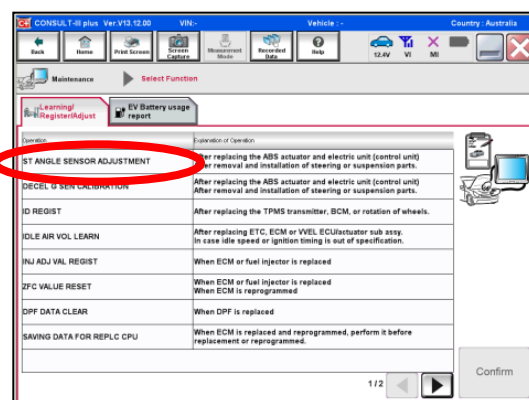 CONSULT-III plus Ver.V13.12.00 VIN:- Vehicle : - Country : Australia
Back Home Print Screen Screen Capture Measurement Mode Recorded Data Help 12.4V VI MI
Maintenance Select Function
Learning/ Register/Adjust EV Battery usage report
Operation Explanation of Operation
ST ANGLE SENSOR ADJUSTMENT
After replacing the ABS actuator and electric unit (control unit)
After removal and installation of steering or suspension parts.
DECEL G SEN CALIBRATION
After replacing the ABS actuator and electric unit (control unit)
After removal and installation of steering or suspension parts.
ID REGIST
After replacing the TPMS transmitter, BCM, or rotation of wheels.
IDLE AIR VOL LEARN
After replacing ETC, ECM or VVEL ECU/actuator sub assy.
In case idle speed or ignition timing is out of specification.
INJ ADJ VAL REGIST
When ECM or fuel injector is replaced
ZFC VALUE RESET
When ECM or fuel injector is replaced
When ECM is reprogrammed
DPF DATA CLEAR
When DPF is replaced
SAVING DATA FOR REPLC CPU
When ECM is replaced and reprogrammed, perform it before
replacement or reprogrammed.
1/2
Confirm